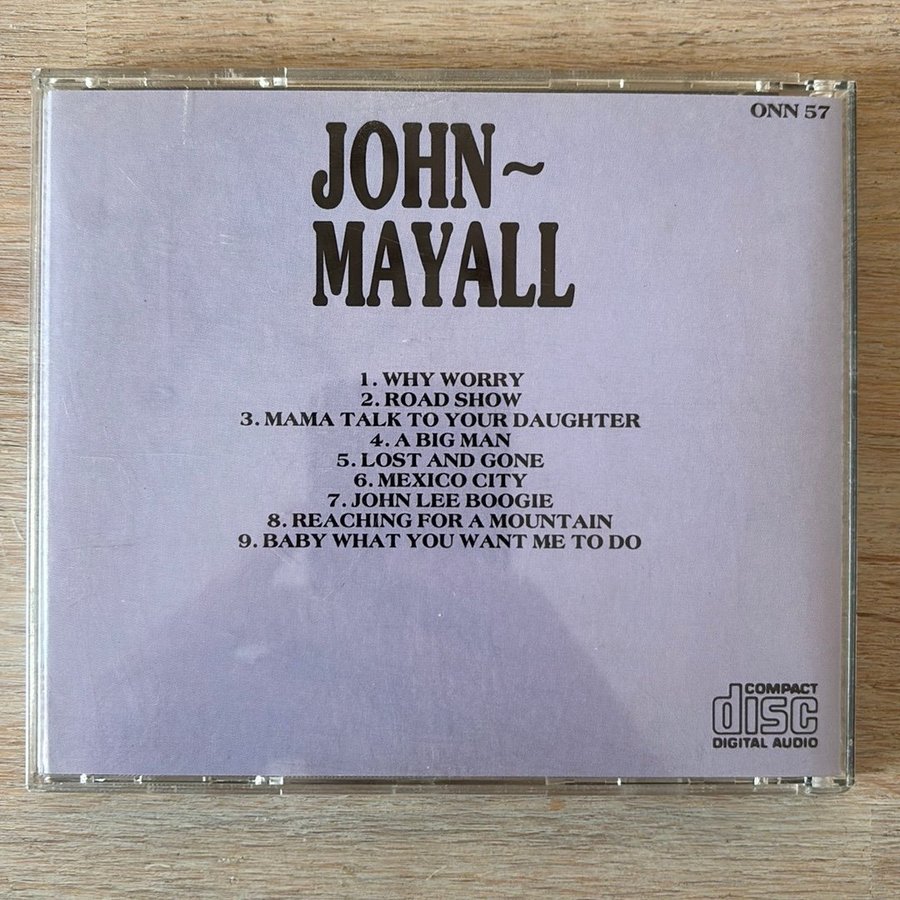 ONN 57
JOHN~
MAYALL
1. WHY WORRY
2. ROAD SHOW
3. MAMA TALK TO YOUR DAUGHTER
4. A BIG MAN
5. LOST AND GONE
6. MEXICO CITY
7. JOHN LEE BOOGIE
8. REACHING FOR A MOUNTAIN
9. BABY WHAT YOU WANT ME TO DO
COMPACT
disc
DIGITAL AUDIO